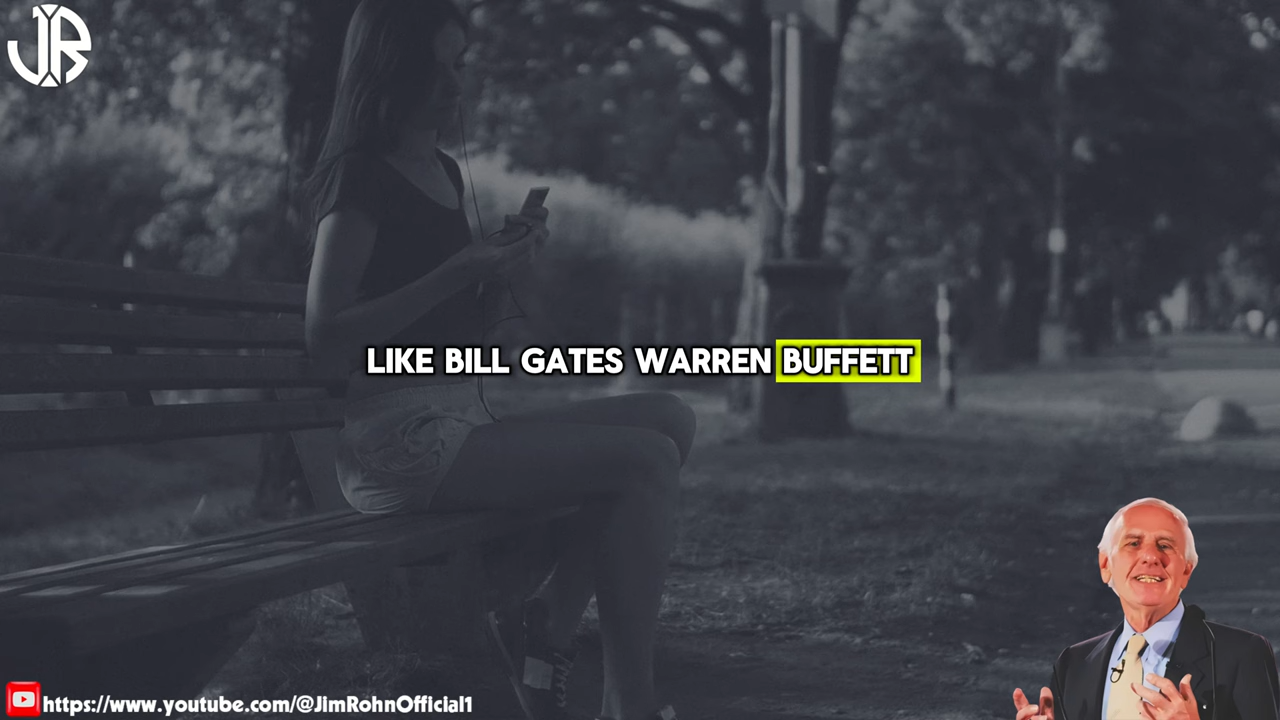 JR
LIKE BILL GATES WARREN BUFFETT
https://www.youtube.com/@JimRohnOfficial1